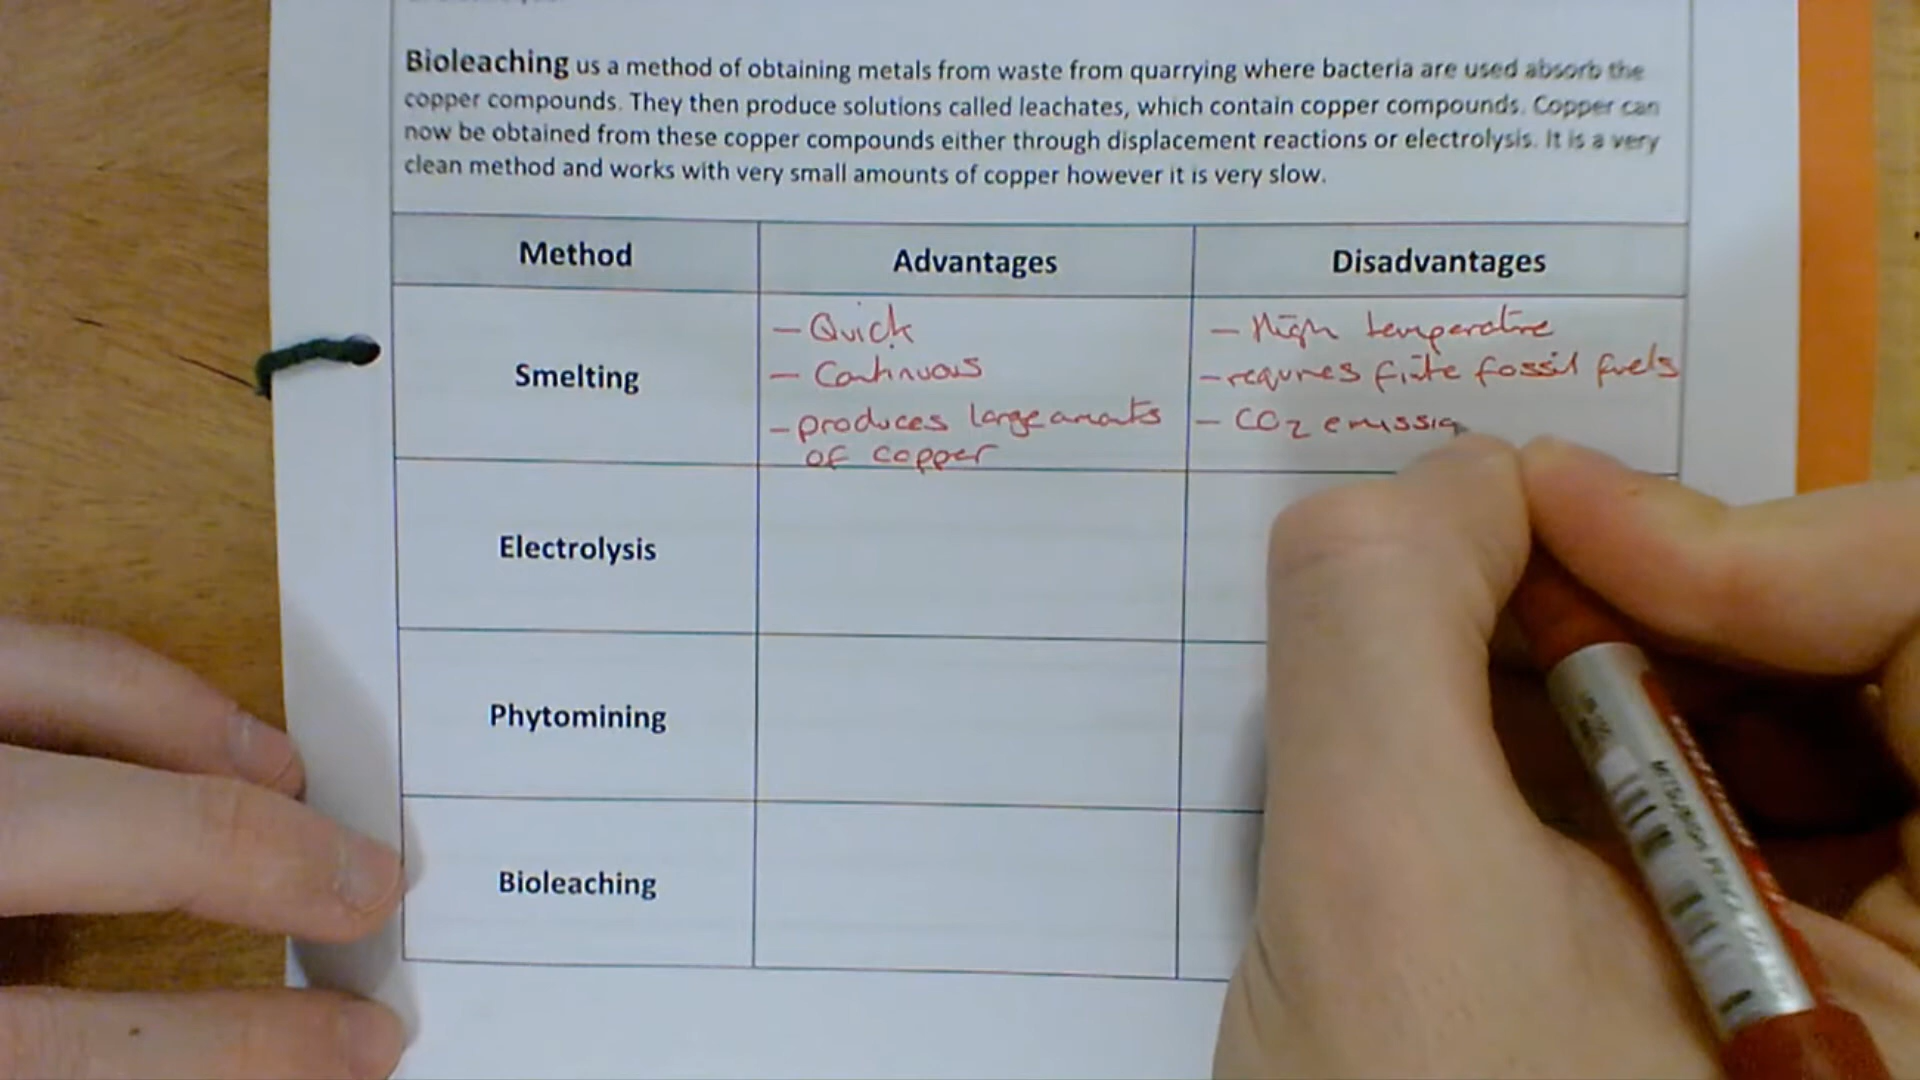 Bioleaching us a method of obtaining metals from waste from quarrying where bacteria are used absorb the
copper compounds. They then produce solutions called leachates, which contain copper compounds. Copper can
now be obtained from these copper compounds either through displacement reactions or electrolysis. It is a very
clean method and works with very small amounts of copper however it is very slow.
Method Advantages Disadvantages
Smelting
- Quick
- Continuous
- produces large amounts
of copper
- High temperature
- requires finite fossil fuels
- CO2 emissio
Electrolysis
Phytomining
Bioleaching